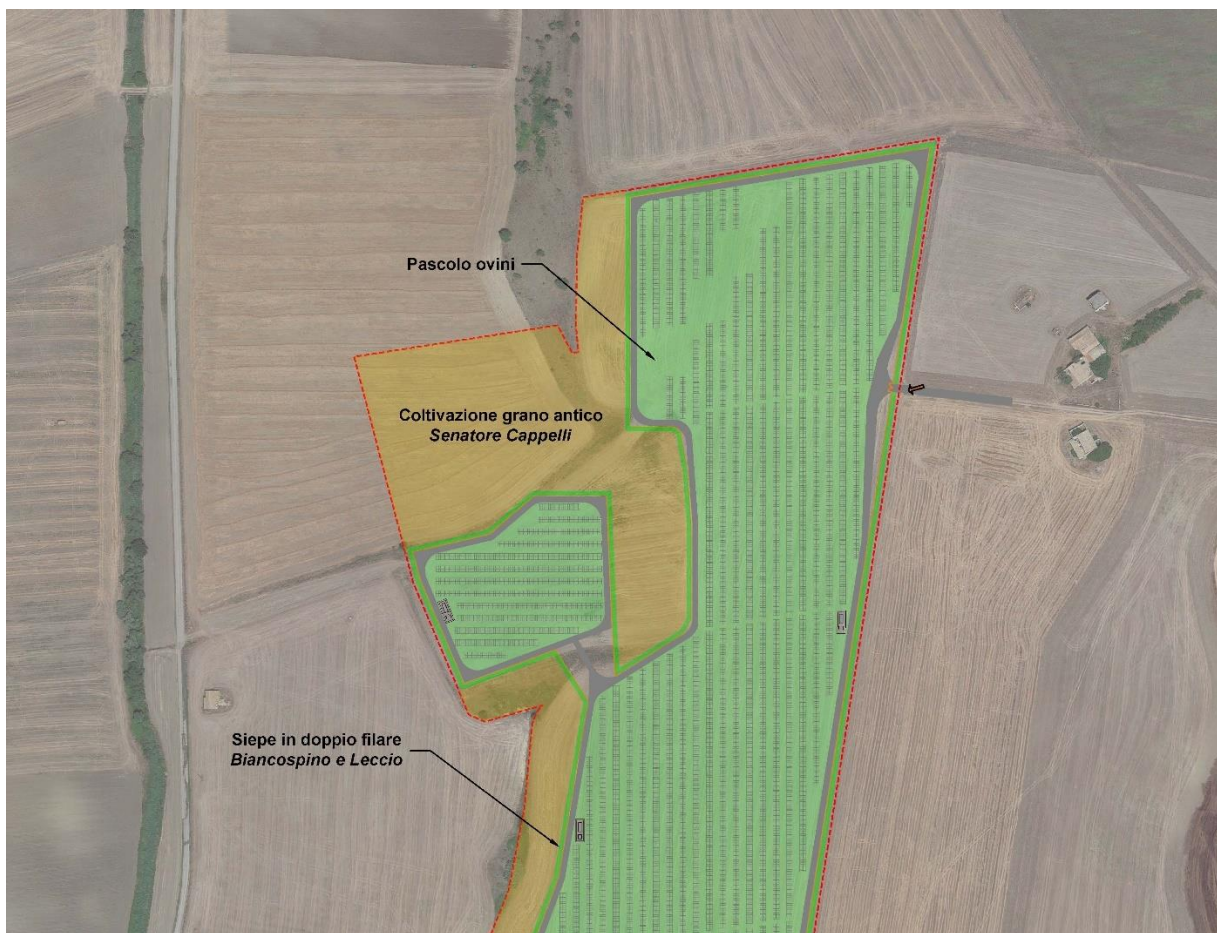 Pascolo ovini
Coltivazione grano antico
Senatore Cappelli
Siepe in doppio filare
Biancospino e Leccio